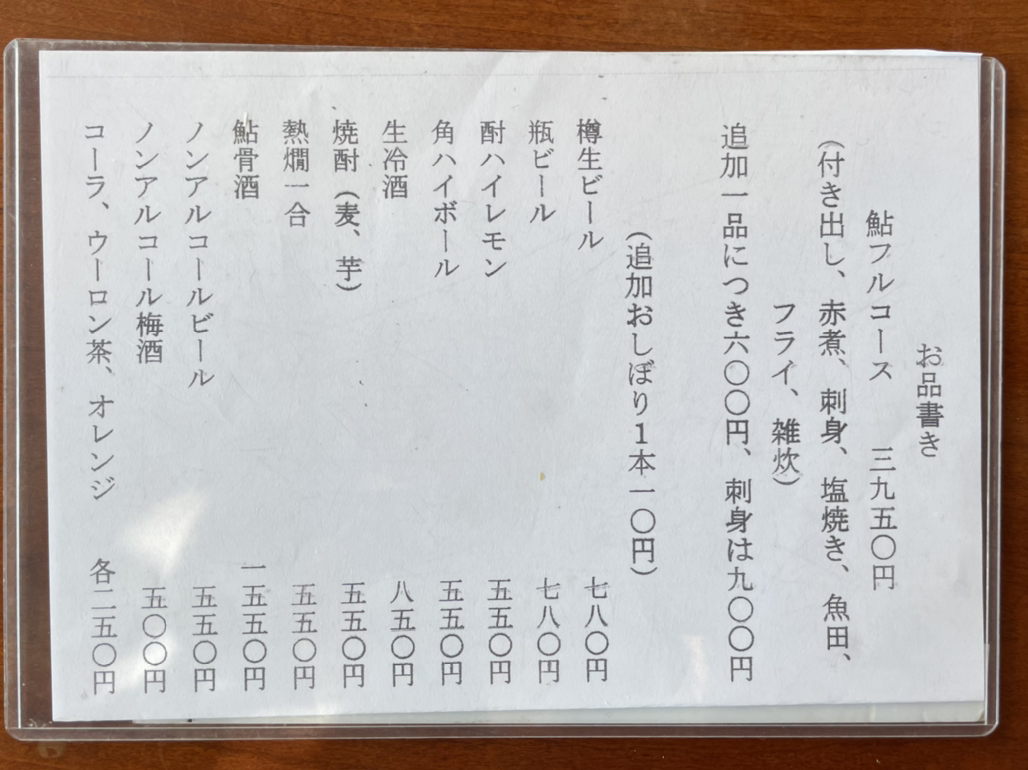 お品書き
鮎フルコース 三九五〇円
(付き出し、赤煮、刺身、塩焼き、魚田、
フライ、雑炊)
追加一品につき六〇〇円、刺身は九〇〇円
(追加おしぼり1本一〇円)
樽生ビール 七八〇円
瓶ビール 七八〇円
酎ハイレモン 五五〇円
角ハイボール 五五〇円
生冷酒 八五〇円
焼酎(麦、芋) 五五〇円
熱燗一合 五五〇円
鮎骨酒 一五五〇円
ノンアルコールビール 五五〇円
ノンアルコール梅酒 五〇〇円
コーラ、ウーロン茶、オレンジ 各二五〇円